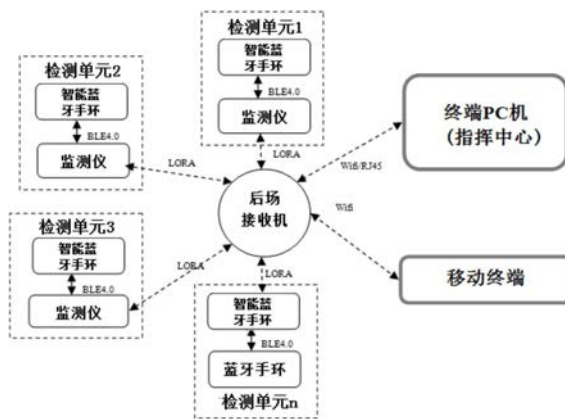 检测单元1
智能蓝
牙手环
BLE4.0
监测仪
LORA
检测单元2
智能蓝
牙手环
BLE4.0
监测仪
LORA
终端PC机
（指挥中心）
Wifi/RJ45
后场
接收机
Wifi
检测单元3
智能蓝
牙手环
BLE4.0
监测仪
LORA
移动终端
LORA
智能蓝
牙手环
BLE4.0
蓝牙手环
检测单元n